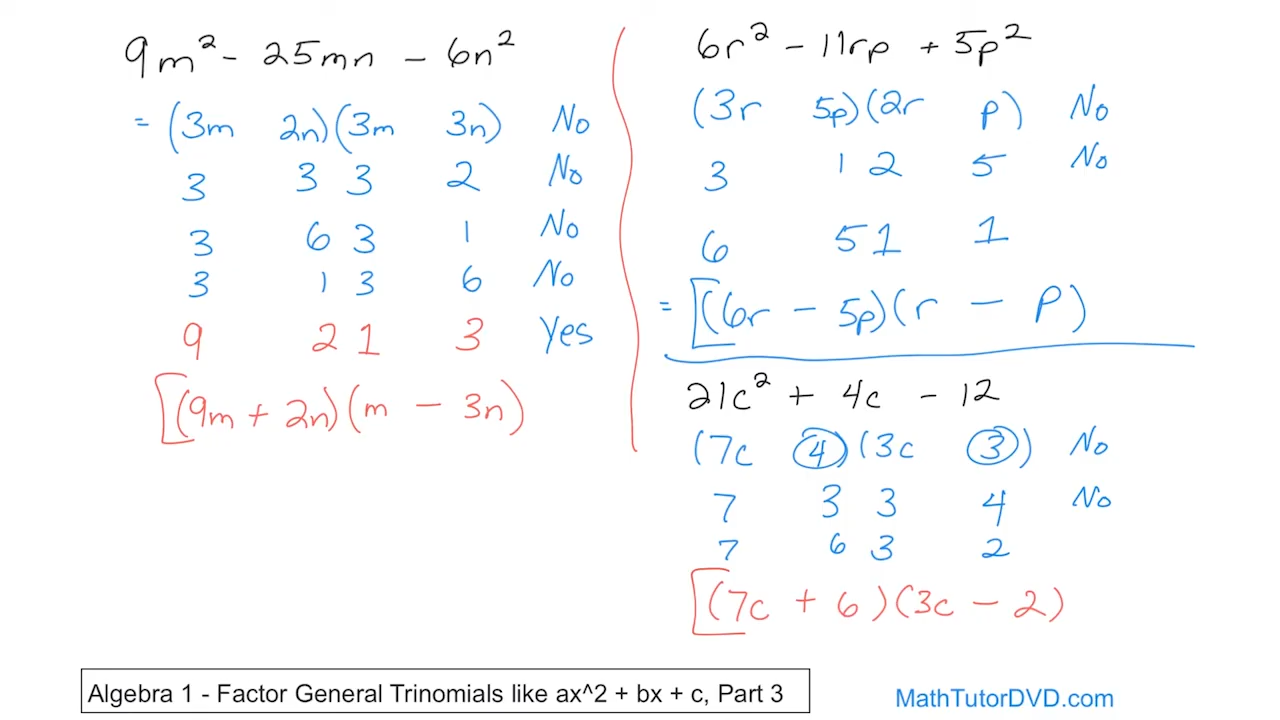 9m² - 25mn - 6n²
= (3m 2n)(3m 3n) No
3 3 3 2 No
3 6 3 1 No
3 1 3 6 No
9 2 1 3 Yes
[(9m + 2n)(m - 3n)
6r² - 11rp + 5p²
(3r 5p)(2r p) No
3 1 2 5 No
6 5 1 1
= [(6r - 5p)(r - p)
21c² + 4c - 12
(7c 4)(3c 3) No
7 3 3 4 No
7 6 3 2
[(7c + 6)(3c - 2)
Algebra 1 - Factor General Trinomials like ax^2 + bx + c, Part 3
MathTutorDVD.com